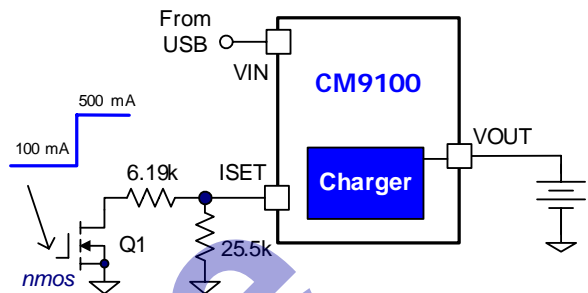 From
USB
VIN
CM9100
500 mA
100 mA
6.19k
ISET
VOUT
Charger
Q1
25.5k
nmos